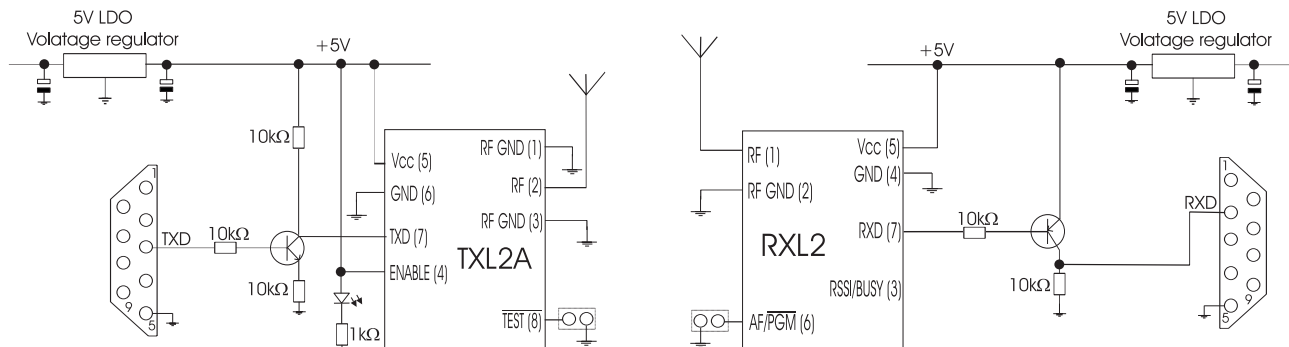 5V LDO
Volatage regulator
+5V
10kΩ
Vcc (5)
RF GND (1)
GND (6)
RF (2)
RF GND (3)
1
TXD
10kΩ
TXD (7)
TXL2A
ENABLE (4)
10kΩ
9
5
1kΩ
TEST (8)
5V LDO
Volatage regulator
+5V
RF (1)
Vcc (5)
GND (4)
RF GND (2)
1
RXD
10kΩ
RXD (7)
RXL2
RSSI/BUSY (3)
10kΩ
9
5
AF/PGM (6)